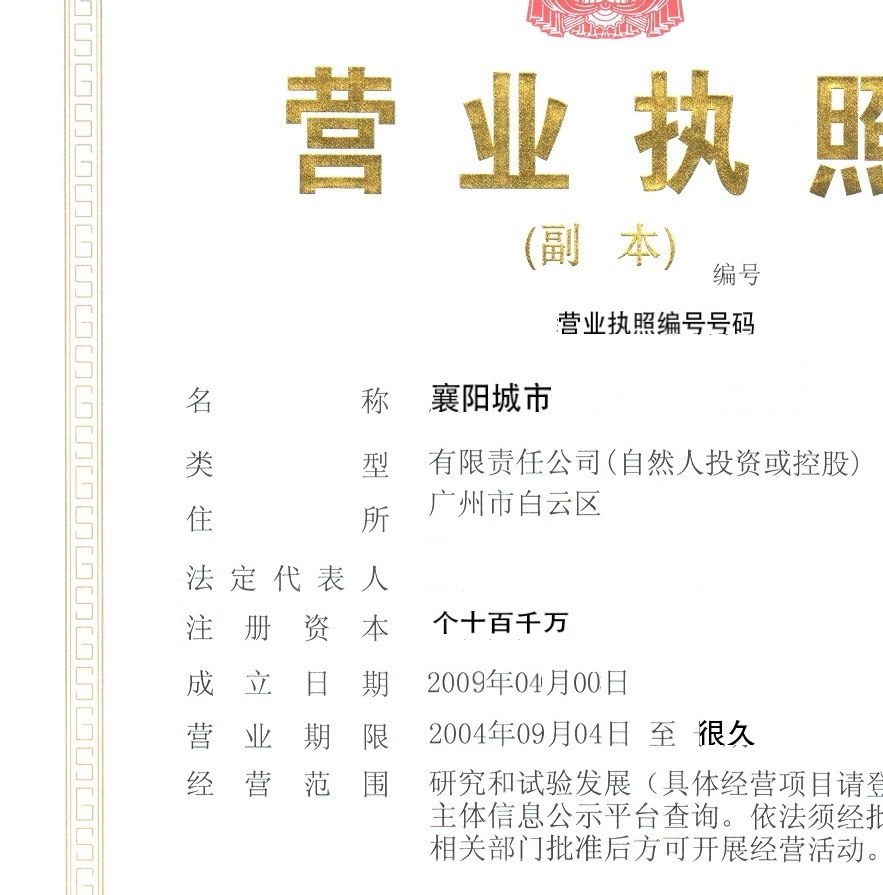 营业执照
(副 本)
编号
营业执照编号号码
名称 襄阳城市
类型 有限责任公司(自然人投资或控股)
住所 广州市白云区
法定代表人
注册资本 个十百千万
成立日期 2009年04月00日
营业期限 2004年09月04日 至 很久
经营范围 研究和试验发展（具体经营项目请登
主体信息公示平台查询。依法须经批
相关部门批准后方可开展经营活动。